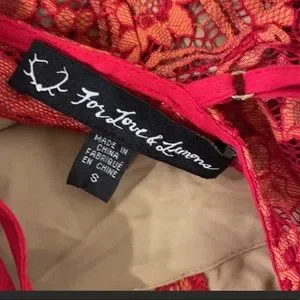 For Love & Lemons
MADE IN
CHINA
FABRIQUÉ
EN CHINE
S